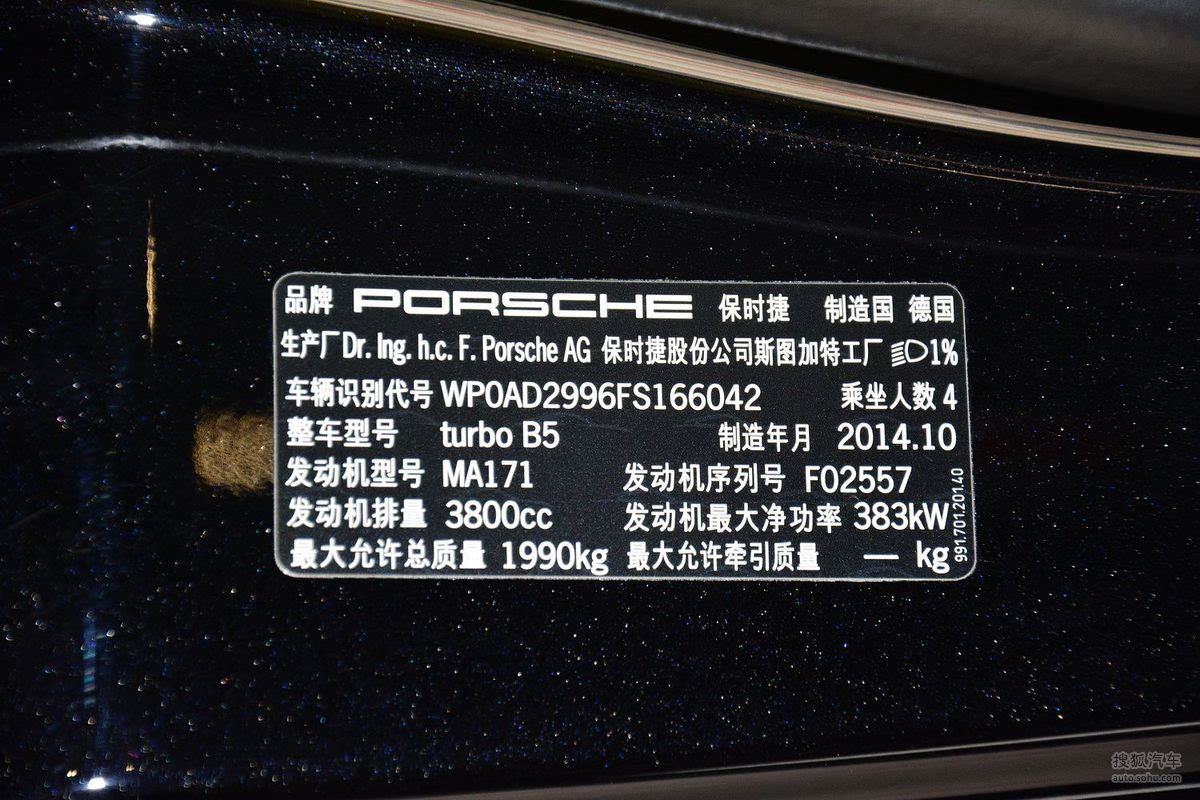 品牌 PORSCHE 保时捷 制造国 德国
生产厂Dr. Ing. h.c. F. Porsche AG 保时捷股份公司斯图加特工厂 1%
车辆识别代号 WP0AD2996FS166042 乘坐人数 4
整车型号 turbo B5 制造年月 2014.10
发动机型号 MA171 发动机序列号 F02557
发动机排量 3800cc 发动机最大净功率 383kW
最大允许总质量 1990kg 最大允许牵引质量 — kg
991.701.201.40
搜狐汽车
auto.sohu.com